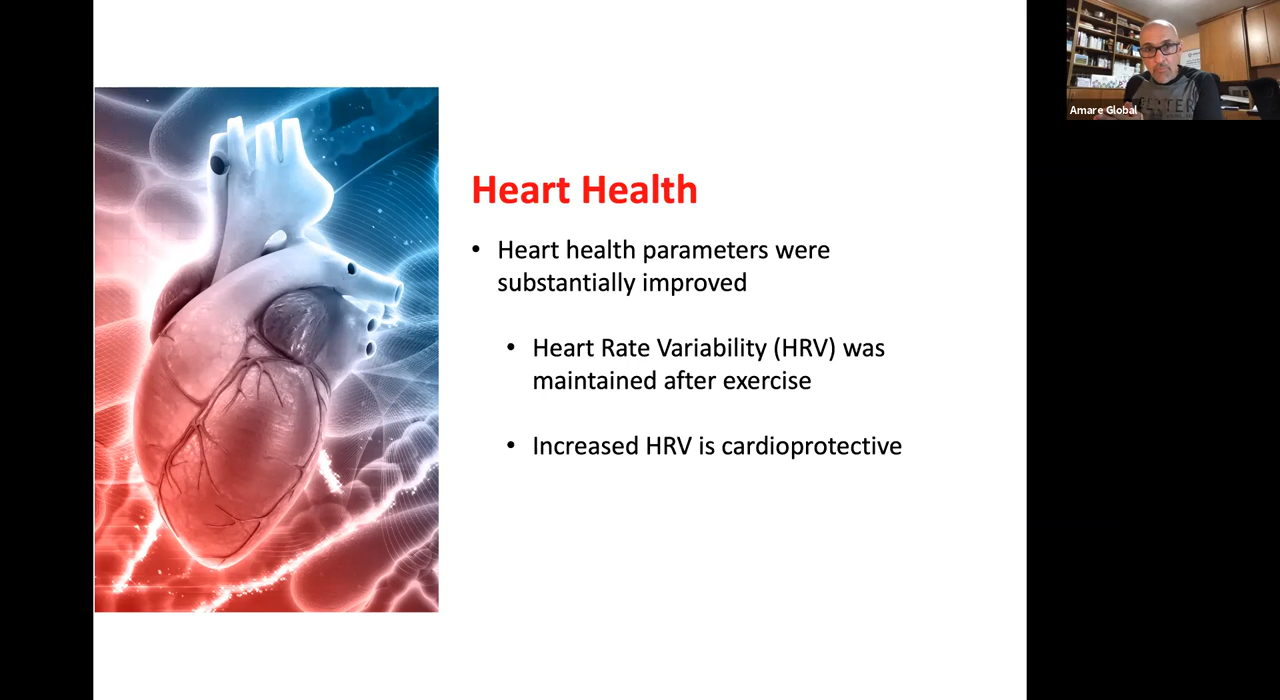 Amare Global
Heart Health
• Heart health parameters were
substantially improved
• Heart Rate Variability (HRV) was
maintained after exercise
• Increased HRV is cardioprotective